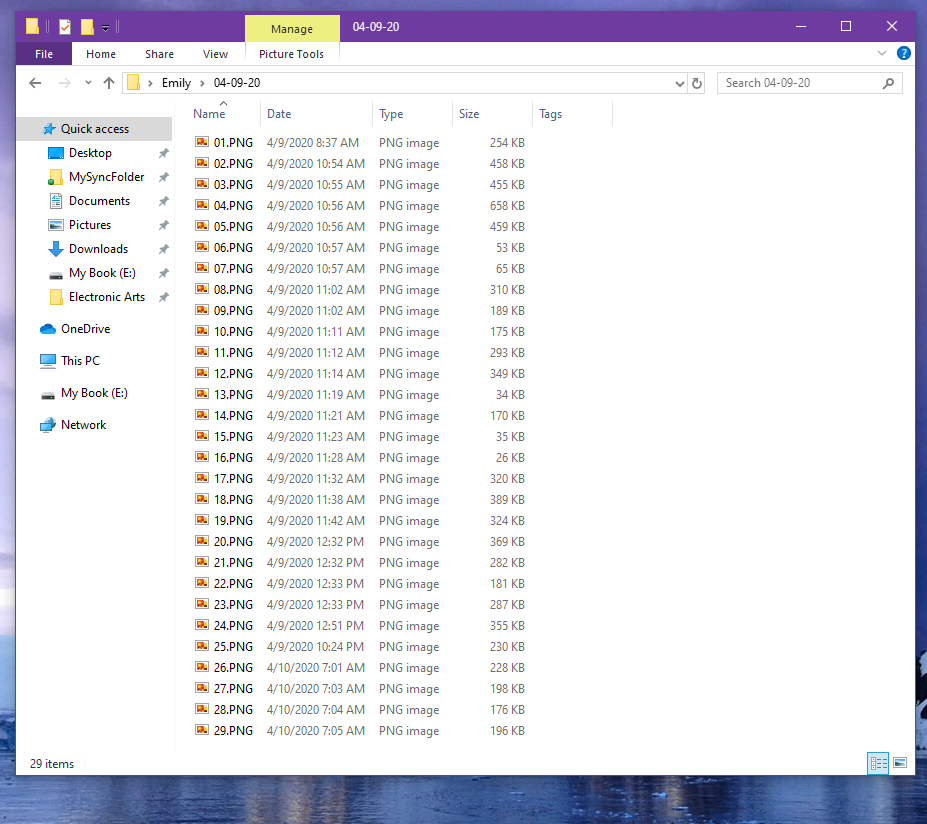 Manage 04-09-20
File Home Share View Picture Tools
Emily 04-09-20 Search 04-09-20
Name Date Type Size Tags
Quick access
Desktop
MySyncFolder
Documents
Pictures
Downloads
My Book (E:)
Electronic Arts
OneDrive
This PC
My Book (E:)
Network
01.PNG 4/9/2020 8:37 AM PNG image 254 KB
02.PNG 4/9/2020 10:54 AM PNG image 458 KB
03.PNG 4/9/2020 10:55 AM PNG image 455 KB
04.PNG 4/9/2020 10:56 AM PNG image 658 KB
05.PNG 4/9/2020 10:56 AM PNG image 459 KB
06.PNG 4/9/2020 10:57 AM PNG image 53 KB
07.PNG 4/9/2020 10:57 AM PNG image 65 KB
08.PNG 4/9/2020 11:02 AM PNG image 310 KB
09.PNG 4/9/2020 11:02 AM PNG image 189 KB
10.PNG 4/9/2020 11:11 AM PNG image 175 KB
11.PNG 4/9/2020 11:12 AM PNG image 293 KB
12.PNG 4/9/2020 11:14 AM PNG image 349 KB
13.PNG 4/9/2020 11:19 AM PNG image 34 KB
14.PNG 4/9/2020 11:21 AM PNG image 170 KB
15.PNG 4/9/2020 11:23 AM PNG image 35 KB
16.PNG 4/9/2020 11:28 AM PNG image 26 KB
17.PNG 4/9/2020 11:32 AM PNG image 320 KB
18.PNG 4/9/2020 11:38 AM PNG image 389 KB
19.PNG 4/9/2020 11:42 AM PNG image 324 KB
20.PNG 4/9/2020 12:32 PM PNG image 369 KB
21.PNG 4/9/2020 12:32 PM PNG image 282 KB
22.PNG 4/9/2020 12:33 PM PNG image 181 KB
23.PNG 4/9/2020 12:33 PM PNG image 287 KB
24.PNG 4/9/2020 12:51 PM PNG image 355 KB
25.PNG 4/9/2020 10:24 PM PNG image 230 KB
26.PNG 4/10/2020 7:01 AM PNG image 228 KB
27.PNG 4/10/2020 7:03 AM PNG image 198 KB
28.PNG 4/10/2020 7:04 AM PNG image 176 KB
29.PNG 4/10/2020 7:05 AM PNG image 196 KB
29 items